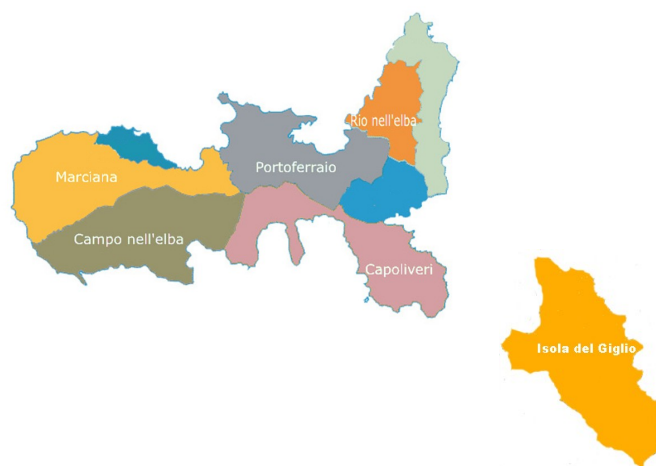 Rio nell'elba
Portoferraio
Marciana
Campo nell'elba
Capoliveri
Isola del Giglio